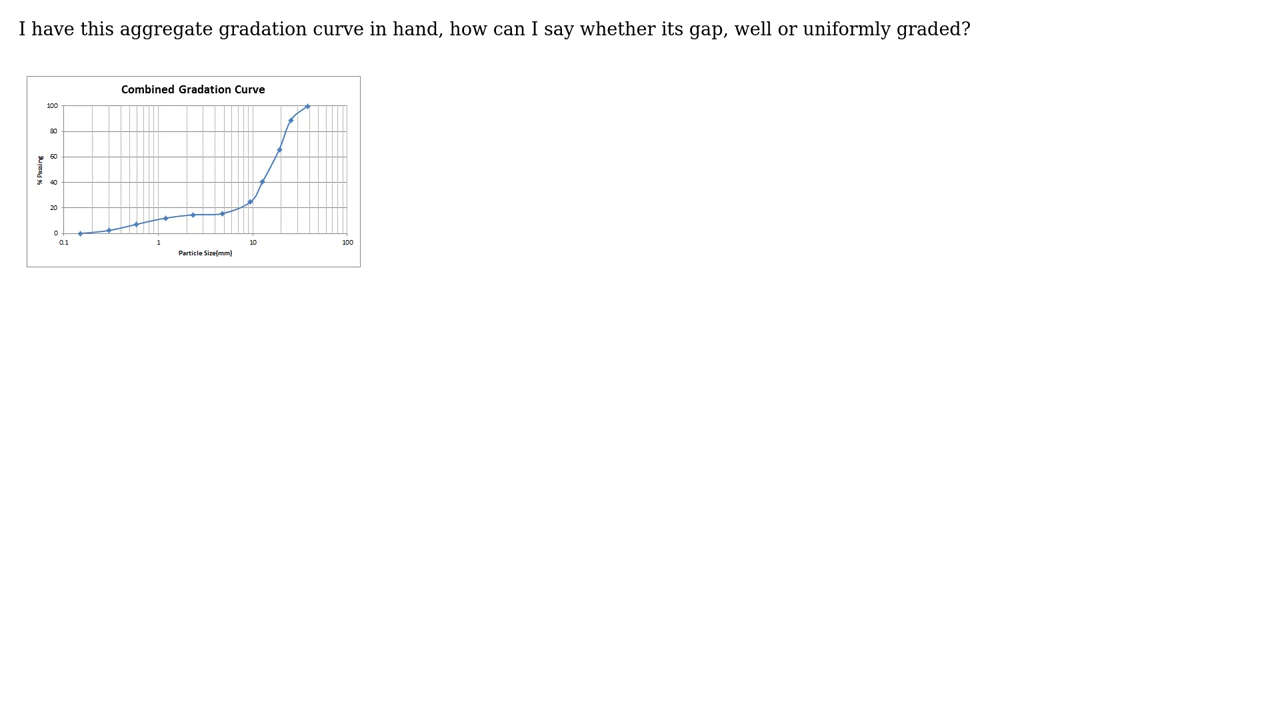 I have this aggregate gradation curve in hand, how can I say whether its gap, well or uniformly graded?
Combined Gradation Curve
100
80
60
40
20
0
% Passing
0.1 1 10 100
Particle Size(mm)